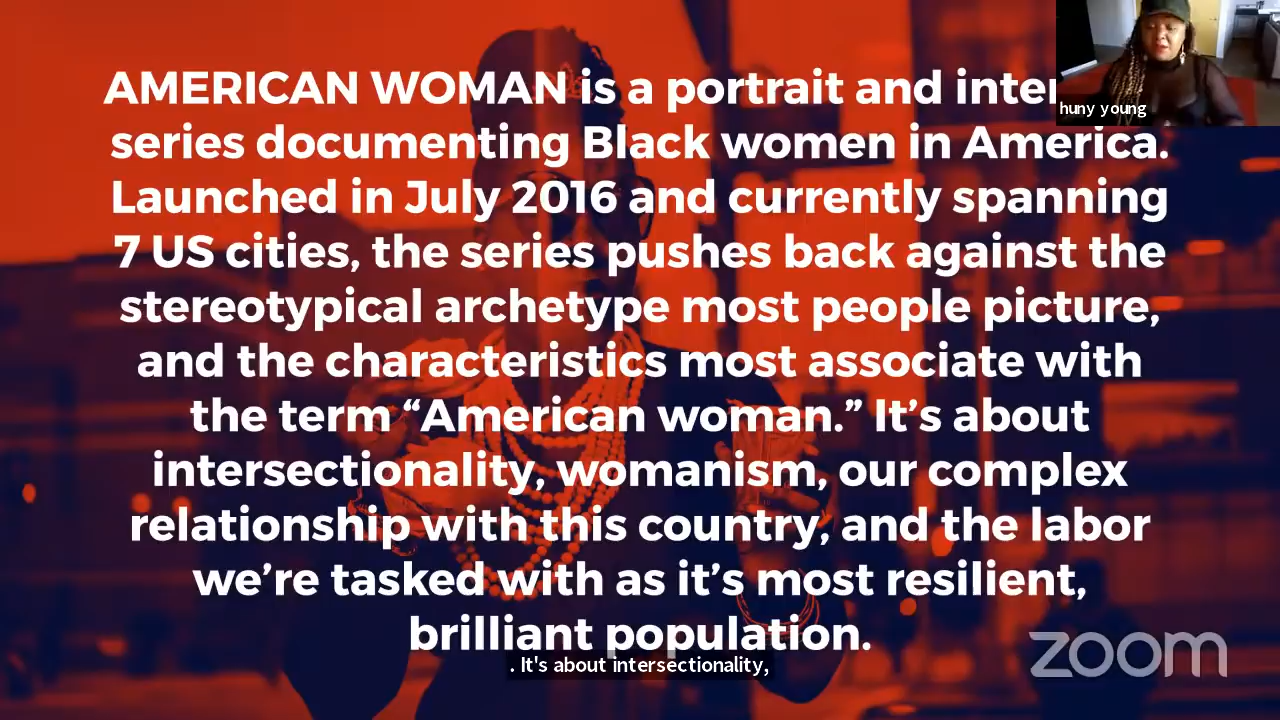 AMERICAN WOMAN is a portrait and inter
series documenting Black women in America.
Launched in July 2016 and currently spanning
7 US cities, the series pushes back against the
stereotypical archetype most people picture,
and the characteristics most associate with
the term “American woman.” It’s about
intersectionality, womanism, our complex
relationship with this country, and the labor
we’re tasked with as it’s most resilient,
brilliant population.
huny young
. It's about intersectionality,
zoom